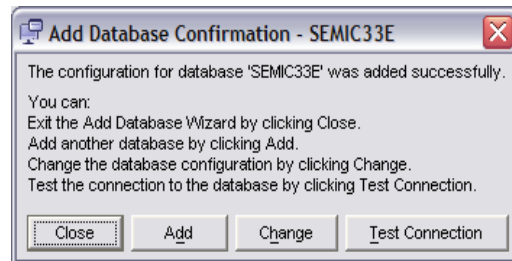 Add Database Confirmation - SEMIC33E
The configuration for database 'SEMIC33E' was added successfully.
You can:
Exit the Add Database Wizard by clicking Close.
Add another database by clicking Add.
Change the database configuration by clicking Change.
Test the connection to the database by clicking Test Connection.
Close Add Change Test Connection